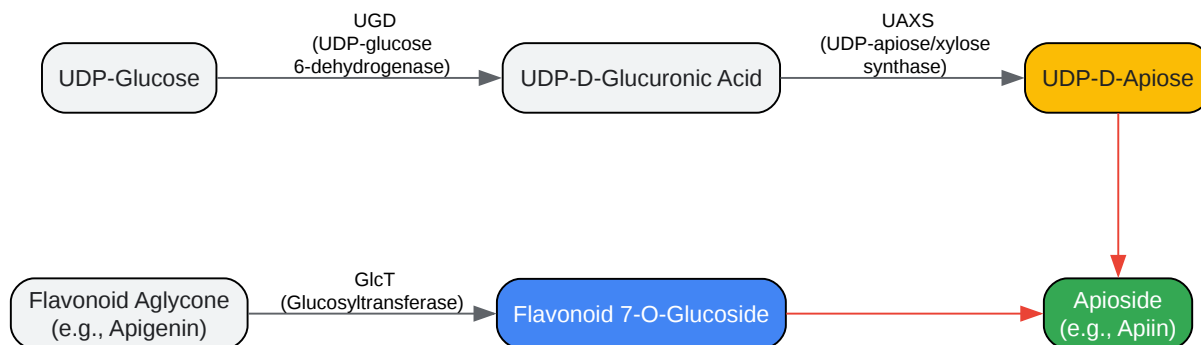 UGD
(UDP-glucose
6-dehydrogenase)
UAXS
(UDP-apiose/xylose
synthase)
UDP-Glucose
UDP-D-Glucuronic Acid
UDP-D-Apiose
GlcT
(Glucosyltransferase)
Flavonoid Aglycone
(e.g., Apigenin)
Flavonoid 7-O-Glucoside
Apioside
(e.g., Apiin)